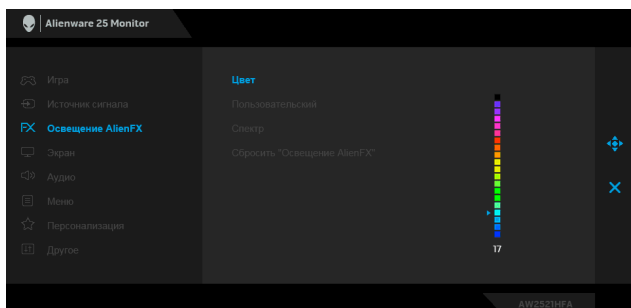 Alienware 25 Monitor
Игра
Источник сигнала
FX Освещение AlienFX
Экран
Аудио
Меню
Персонализация
Другое
Цвет
Пользовательский
Спектр
Сбросить "Освещение AlienFX"
17
AW2521HFA